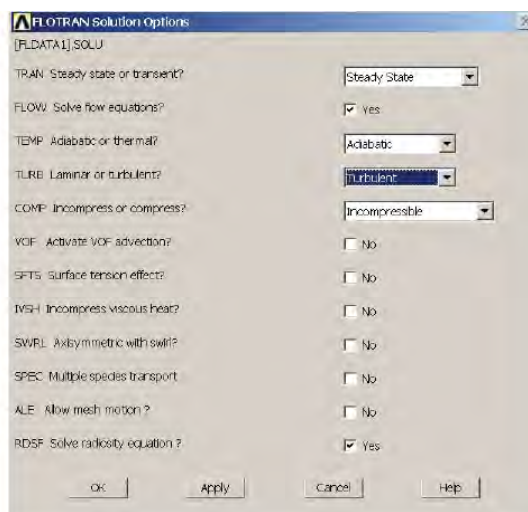 FLOTRAN Solution Options
[FLDATA1],SOLU
TRAN Steady state or transient? Steady State
FLOW Solve flow equations? Yes
TEMP Adiabatic or thermal? Adiabatic
TURB Laminar or turbulent? Turbulent
COMP Incompress or compress? Incompressible
VOF Activate VOF advection? No
SFTS Surface tension effect? No
IVSH Incompress viscous heat? No
SWRL Axisymmetric with swirl? No
SPEC Multiple species transport No
ALE Allow mesh motion ? No
RDSF Solve radiosity equation ? Yes
OK Apply Cancel Help